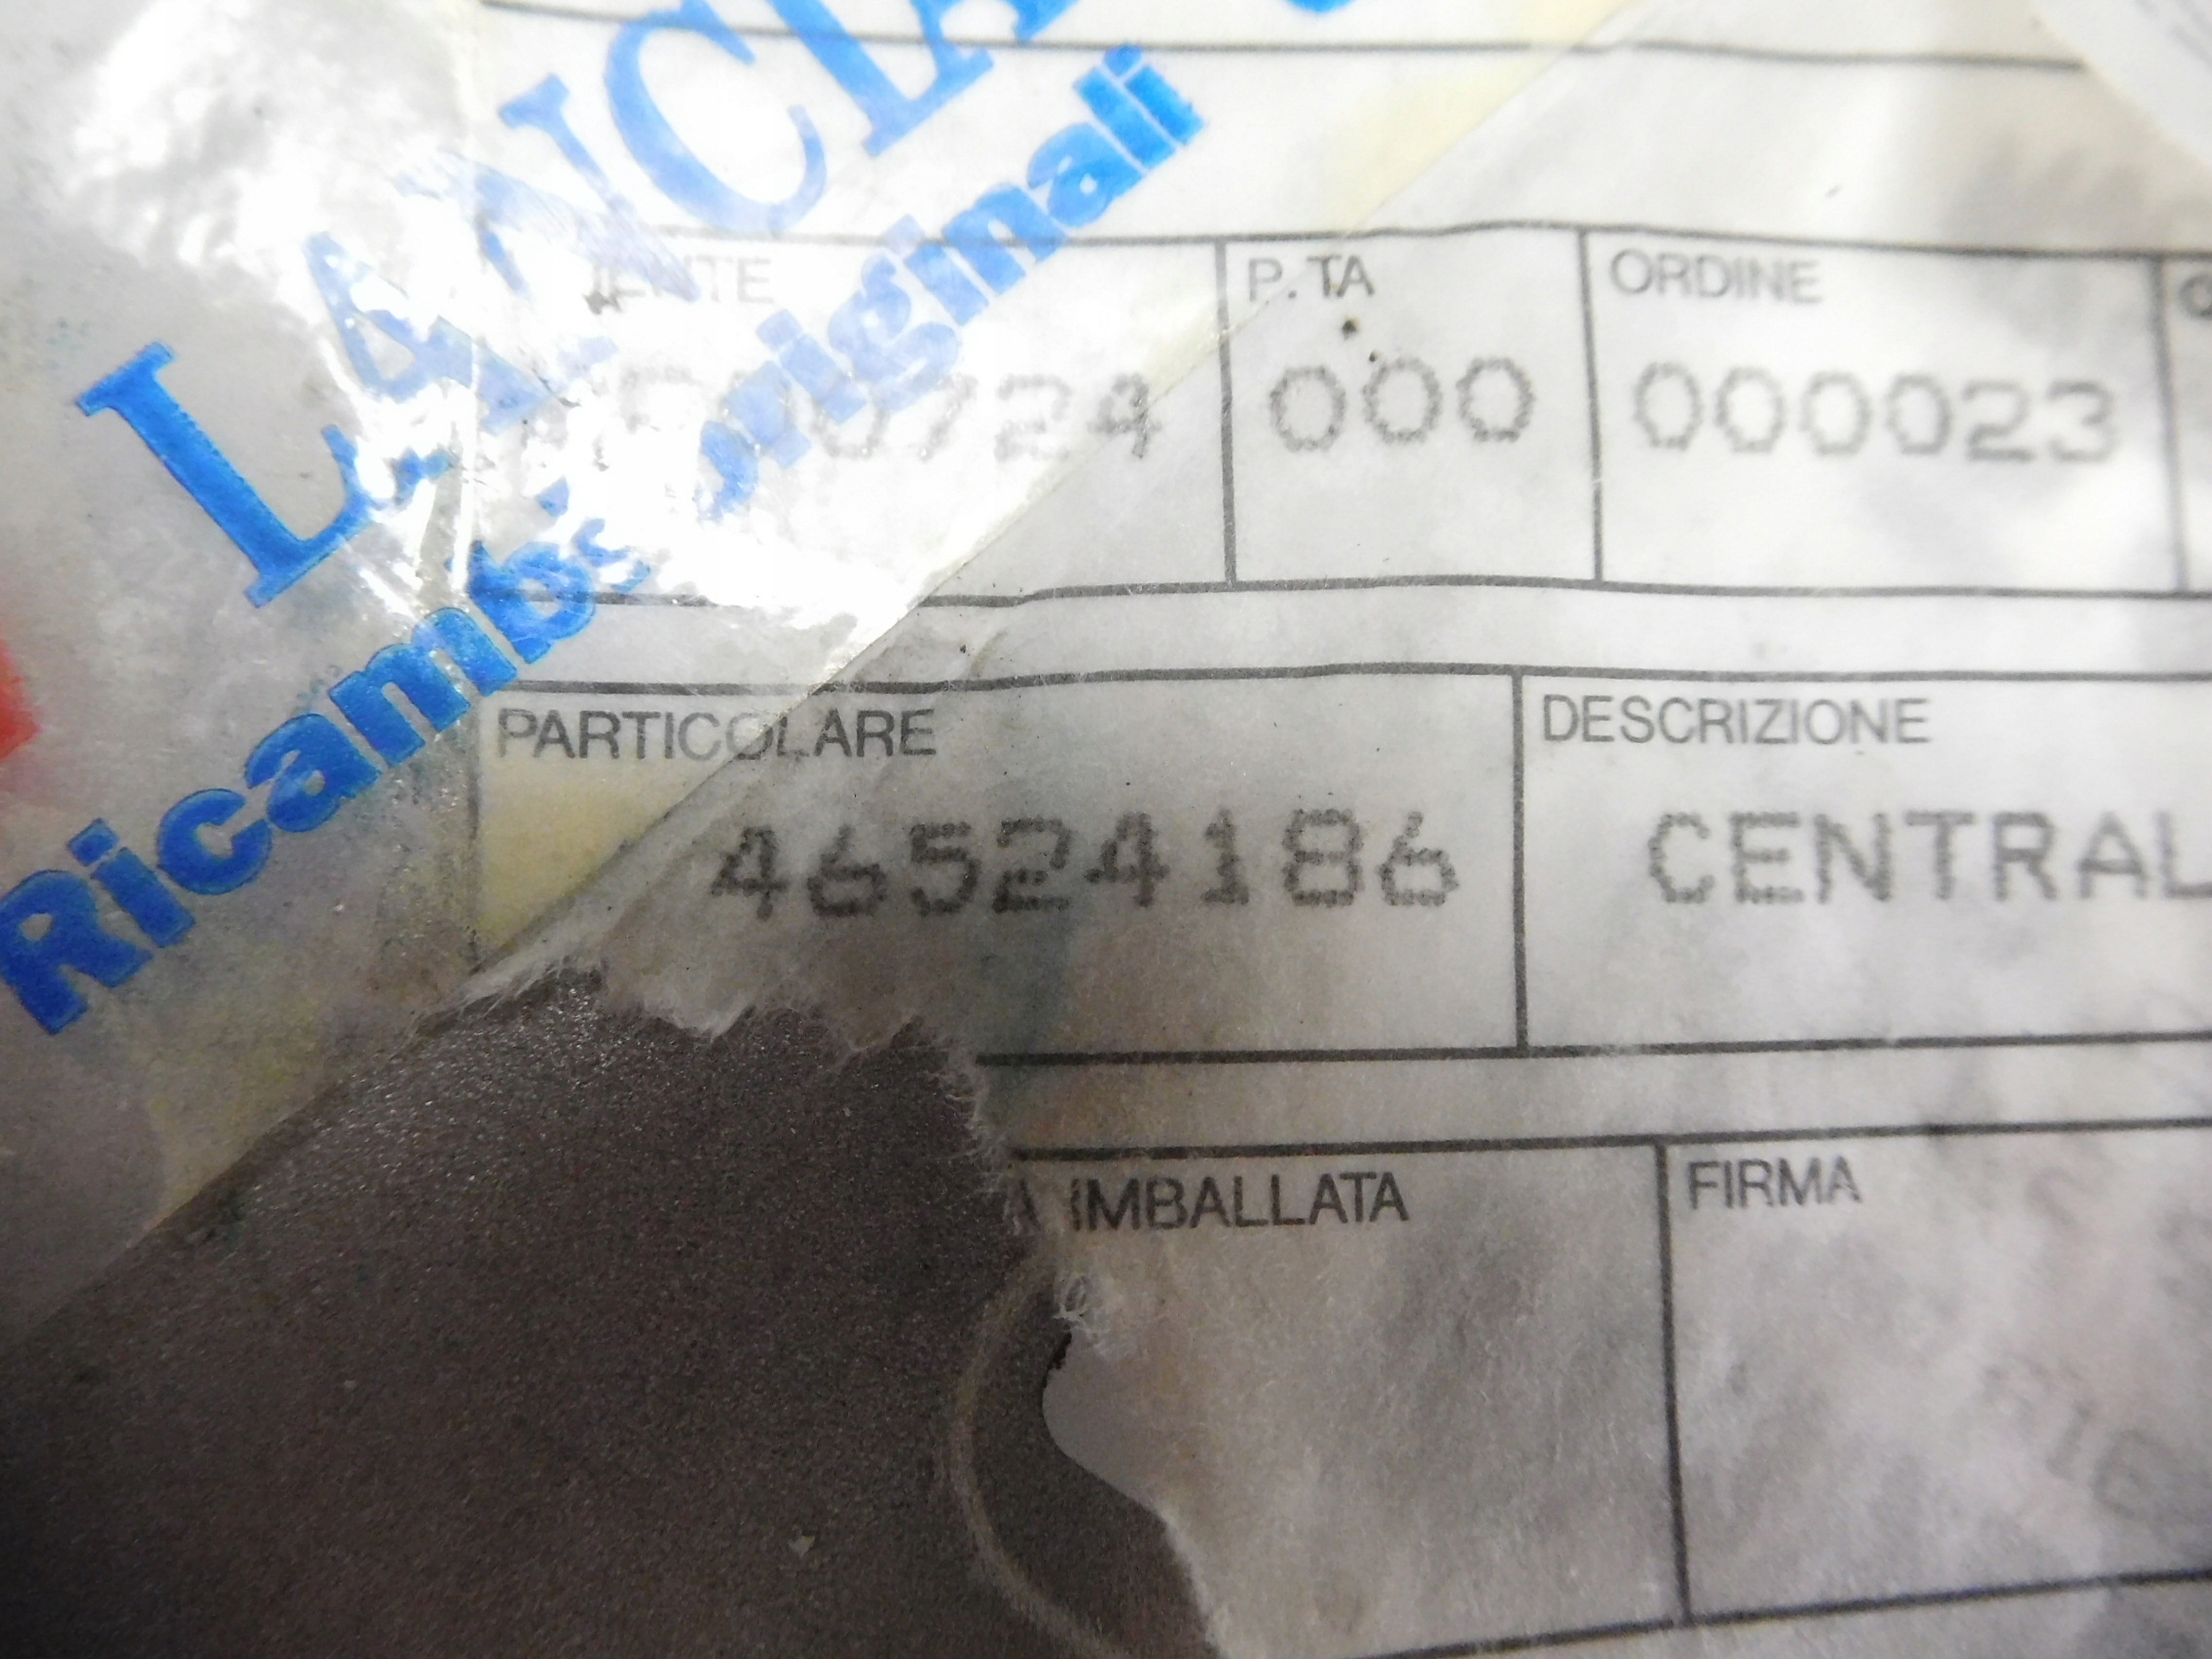 LANCIA
Ricambi originali
P.TA
ORDINE
000
000023
PARTICOLARE
DESCRIZIONE
46524186
CENTRAL
IMBALLATA
FIRMA